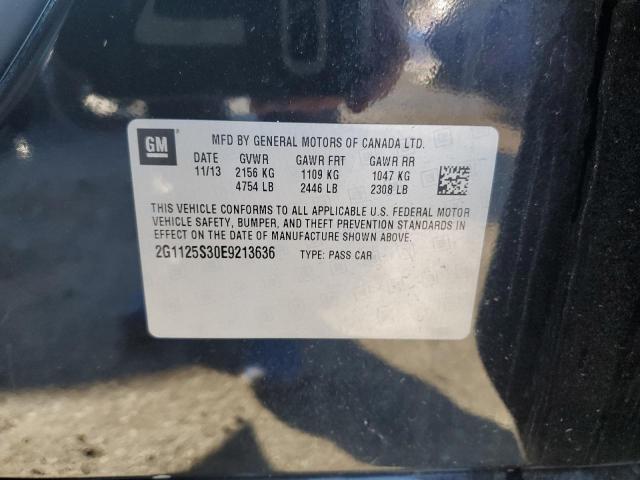 GM
MFD BY GENERAL MOTORS OF CANADA LTD.
DATE GVWR GAWR FRT GAWR RR
11/13 2156 KG 1109 KG 1047 KG
4754 LB 2446 LB 2308 LB
THIS VEHICLE CONFORMS TO ALL APPLICABLE U.S. FEDERAL MOTOR
VEHICLE SAFETY, BUMPER, AND THEFT PREVENTION STANDARDS IN
EFFECT ON THE DATE OF MANUFACTURE SHOWN ABOVE.
2G1125S30E9213636 TYPE: PASS CAR